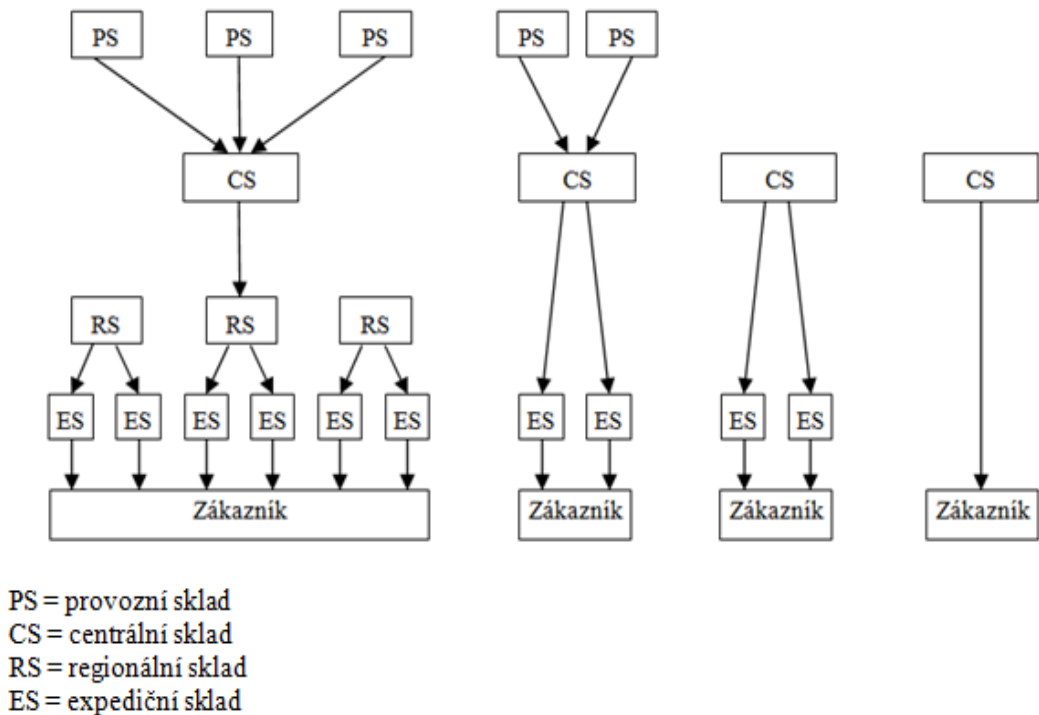 PS PS PS PS PS
CS CS CS CS
RS RS RS
ES ES ES ES ES ES ES ES ES ES
Zákazník Zákazník Zákazník Zákazník
PS = provozní sklad
CS = centrální sklad
RS = regionální sklad
ES = expediční sklad